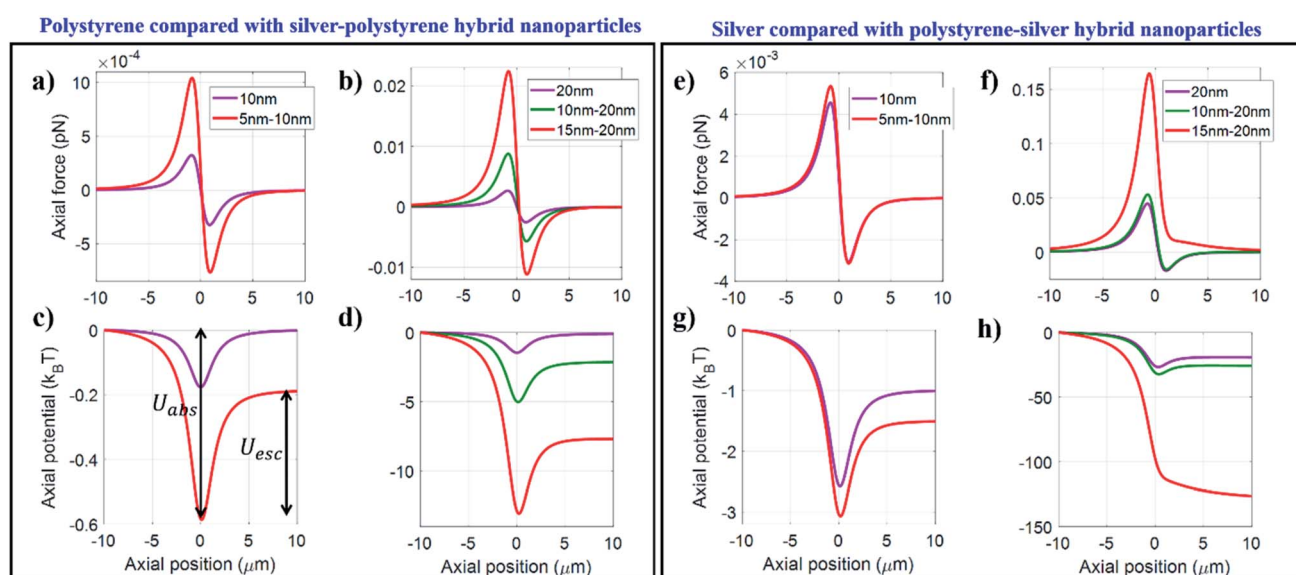 Polystyrene compared with silver-polystyrene hybrid nanoparticles
Silver compared with polystyrene-silver hybrid nanoparticles
a)
×10⁻⁴
10
5
0
-5
-10 -5 0 5 10
Axial force (pN)
10nm
5nm-10nm
b)
0.02
0.01
0
-0.01
-10 -5 0 5 10
20nm
10nm-20nm
15nm-20nm
c)
0
-0.2
-0.4
-0.6
-10 -5 0 5 10
Axial potential (k_BT)
U_abs
U_esc
Axial position (μm)
d)
0
-5
-10
-10 -5 0 5 10
Axial position (μm)
e)
×10⁻³
6
4
2
0
-2
-4
-10 -5 0 5 10
Axial force (pN)
10nm
5nm-10nm
f)
0.15
0.1
0.05
0
-10 -5 0 5 10
20nm
10nm-20nm
15nm-20nm
g)
0
-1
-2
-3
-10 -5 0 5 10
Axial potential (k_BT)
Axial position (μm)
h)
0
-50
-100
-150
-10 -5 0 5 10
Axial position (μm)